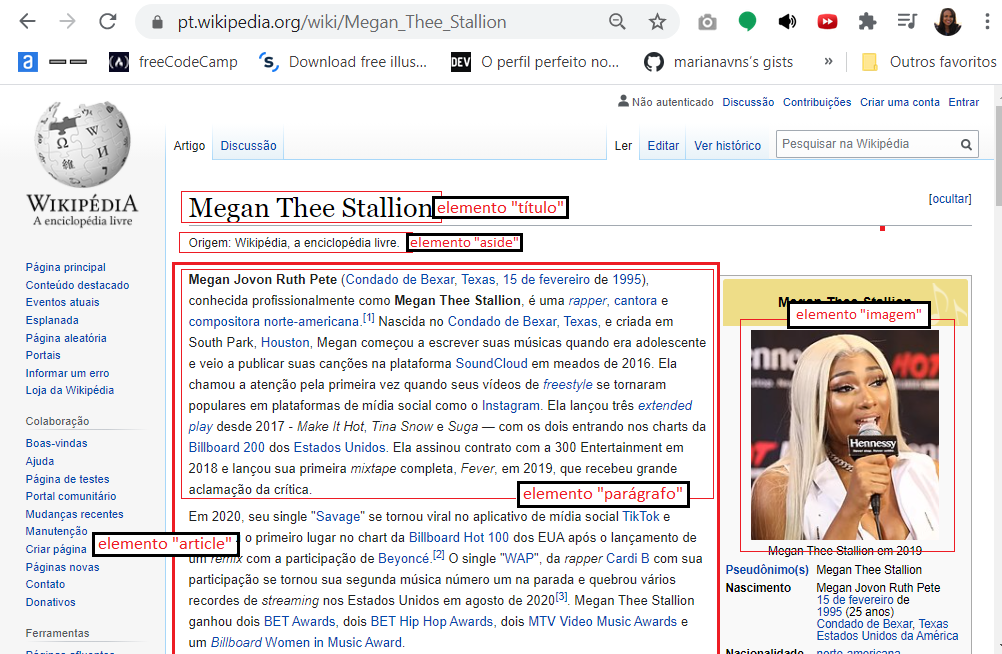 pt.wikipedia.org/wiki/Megan_Thee_Stallion
a
freeCodeCamp
Download free illus...
DEV
O perfil perfeito no...
marianavns's gists
»
Outros favoritos
Não autenticado Discussão Contribuições Criar uma conta Entrar
Artigo Discussão
Ler Editar Ver histórico
Pesquisar na Wikipédia
WIKIPÉDIA
A enciclopédia livre
Megan Thee Stallion
elemento "título"
[ocultar]
Origem: Wikipédia, a enciclopédia livre.
elemento "aside"
Página principal
Conteúdo destacado
Eventos atuais
Esplanada
Página aleatória
Portais
Informar um erro
Loja da Wikipédia
Colaboração
Boas-vindas
Ajuda
Página de testes
Portal comunitário
Mudanças recentes
Manutenção
Criar página
Páginas novas
Contato
Donativos
Ferramentas
Páginas afluentes
elemento "article"
Megan Jovon Ruth Pete (Condado de Bexar, Texas, 15 de fevereiro de 1995),
conhecida profissionalmente como Megan Thee Stallion, é uma rapper, cantora e
compositora norte-americana.[1] Nascida no Condado de Bexar, Texas, e criada em
South Park, Houston, Megan começou a escrever suas músicas quando era adolescente
e veio a publicar suas canções na plataforma SoundCloud em meados de 2016. Ela
chamou a atenção pela primeira vez quando seus vídeos de freestyle se tornaram
populares em plataformas de mídia social como o Instagram. Ela lançou três extended
play desde 2017 - Make It Hot, Tina Snow e Suga — com os dois entrando nos charts da
Billboard 200 dos Estados Unidos. Ela assinou contrato com a 300 Entertainment em
2018 e lançou sua primeira mixtape completa, Fever, em 2019, que recebeu grande
aclamação da crítica.
elemento "parágrafo"
Em 2020, seu single "Savage" se tornou viral no aplicativo de mídia social TikTok e
o primeiro lugar no chart da Billboard Hot 100 dos EUA após o lançamento de
um remix com a participação de Beyoncé.[2] O single "WAP", da rapper Cardi B com sua
participação se tornou sua segunda música número um na parada e quebrou vários
recordes de streaming nos Estados Unidos em agosto de 2020[3]. Megan Thee Stallion
ganhou dois BET Awards, dois BET Hip Hop Awards, dois MTV Video Music Awards e
um Billboard Women in Music Award.
Megan Thee Stallion
elemento "imagem"
HOT
Hennessy
Megan Thee Stallion em 2019
Pseudônimo(s) Megan Thee Stallion
Nascimento Megan Jovon Ruth Pete
15 de fevereiro de
1995 (25 anos)
Condado de Bexar, Texas
Estados Unidos da América
Nacionalidade norte-americana